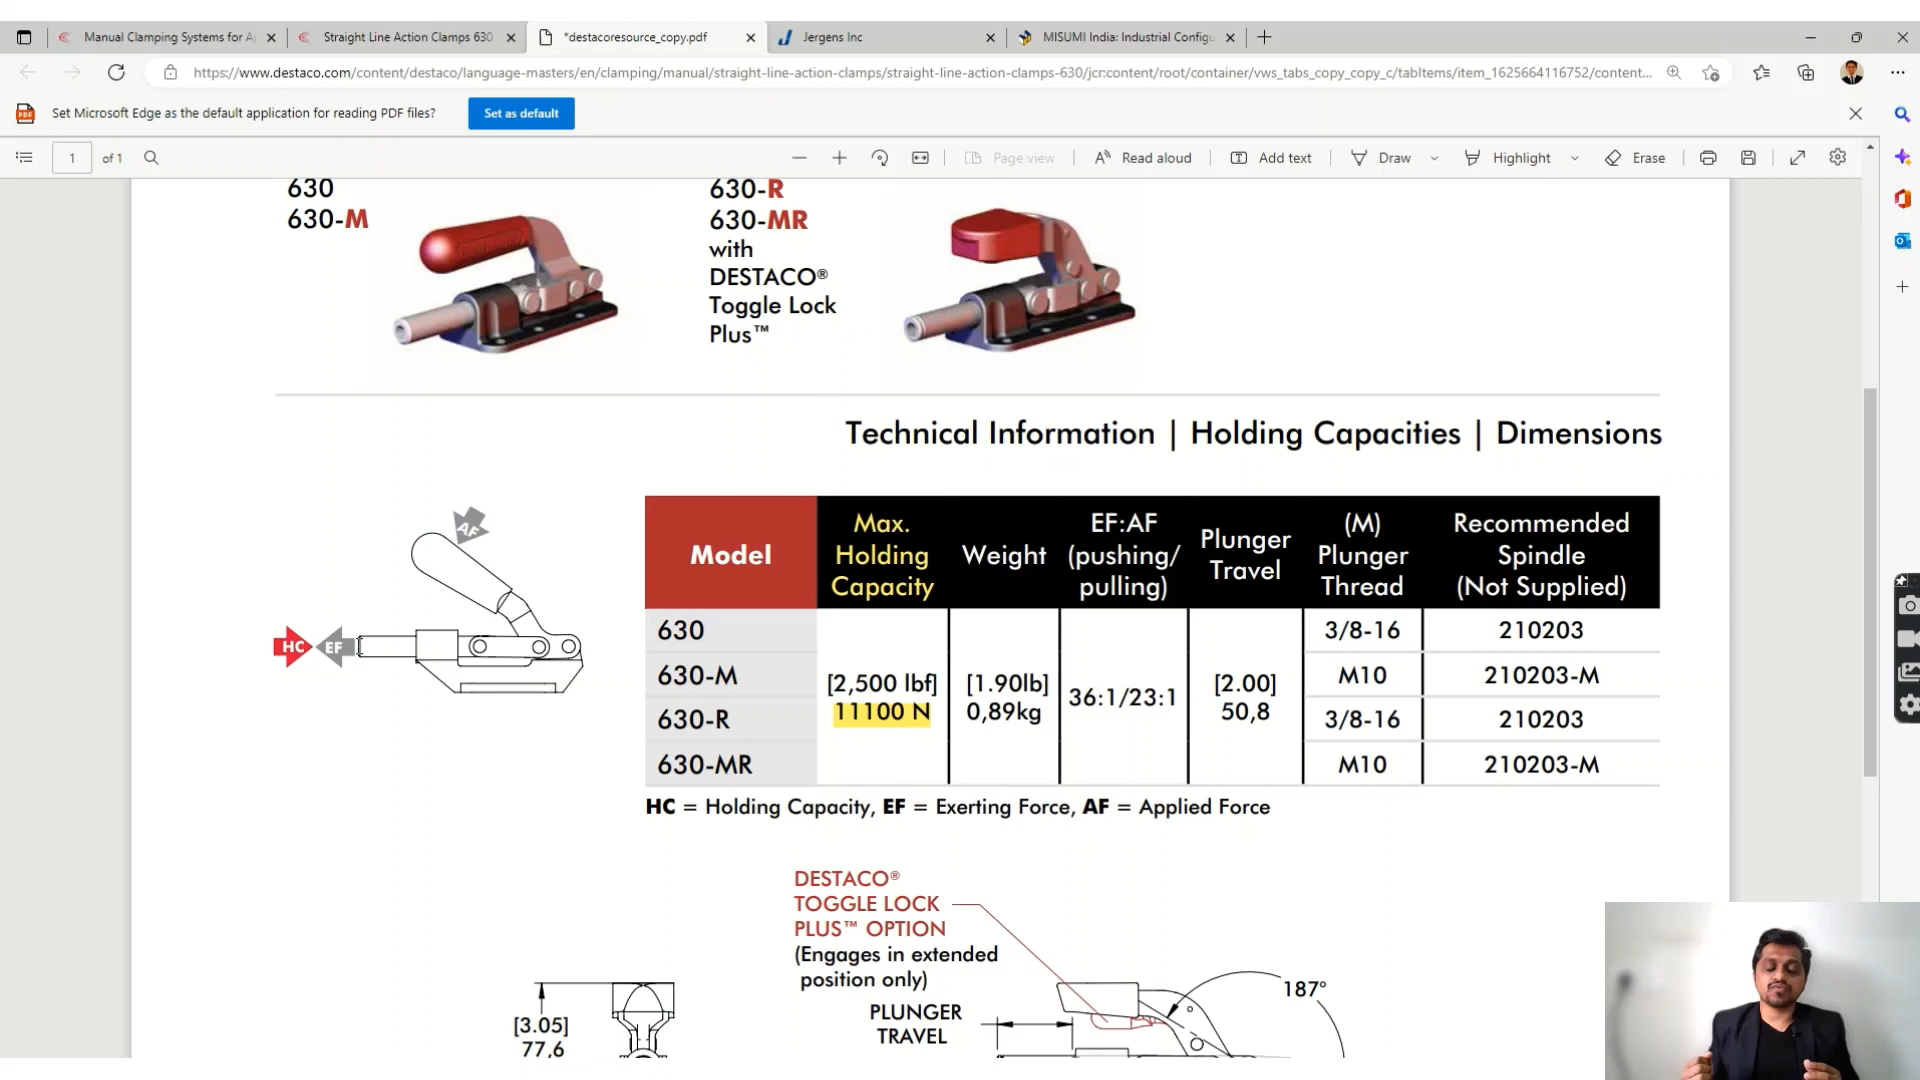 Manual Clamping Systems for A
Straight Line Action Clamps 630
*destacoresource_copy.pdf
Jergens Inc
MISUMI India: Industrial Configu
https://www.destaco.com/content/destaco/language-masters/en/clamping/manual/straight-line-action-clamps/straight-line-action-clamps-630/jcr:content/root/container/vws_tabs_copy_copy_c/tabItems/item_1625664116752/content...
PDF
Set Microsoft Edge as the default application for reading PDF files?
Set as default
1 of 1
Page view
Read aloud
Add text
Draw
Highlight
Erase
630
630-M
630-R
630-MR
with
DESTACO®
Toggle Lock
Plus™
Technical Information | Holding Capacities | Dimensions
AF
HC EF
Model
Max.
Holding
Capacity
Weight
EF:AF
(pushing/
pulling)
Plunger
Travel
(M)
Plunger
Thread
Recommended
Spindle
(Not Supplied)
630 3/8-16 210203
630-M M10 210203-M
[2,500 lbf] [1.90lb] 36:1/23:1 [2.00]
11100 N 0,89kg 50,8
630-R 3/8-16 210203
630-MR M10 210203-M
HC = Holding Capacity, EF = Exerting Force, AF = Applied Force
DESTACO®
TOGGLE LOCK
PLUS™ OPTION
(Engages in extended
position only)
PLUNGER
TRAVEL
187°
[3.05]
77,6